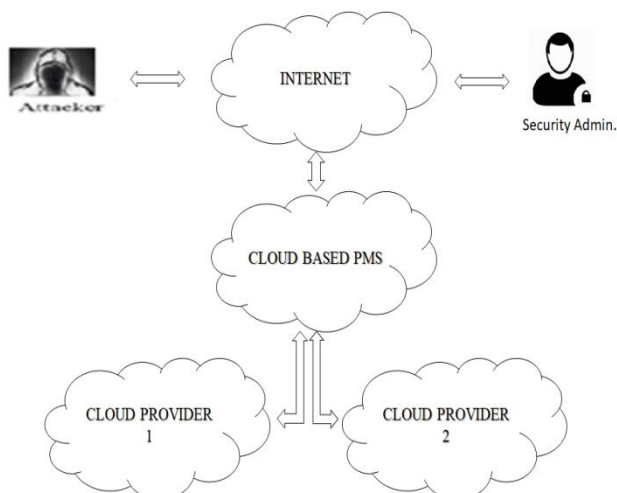 INTERNET
Attacker
Security Admin.
CLOUD BASED PMS
CLOUD PROVIDER
1
CLOUD PROVIDER
2